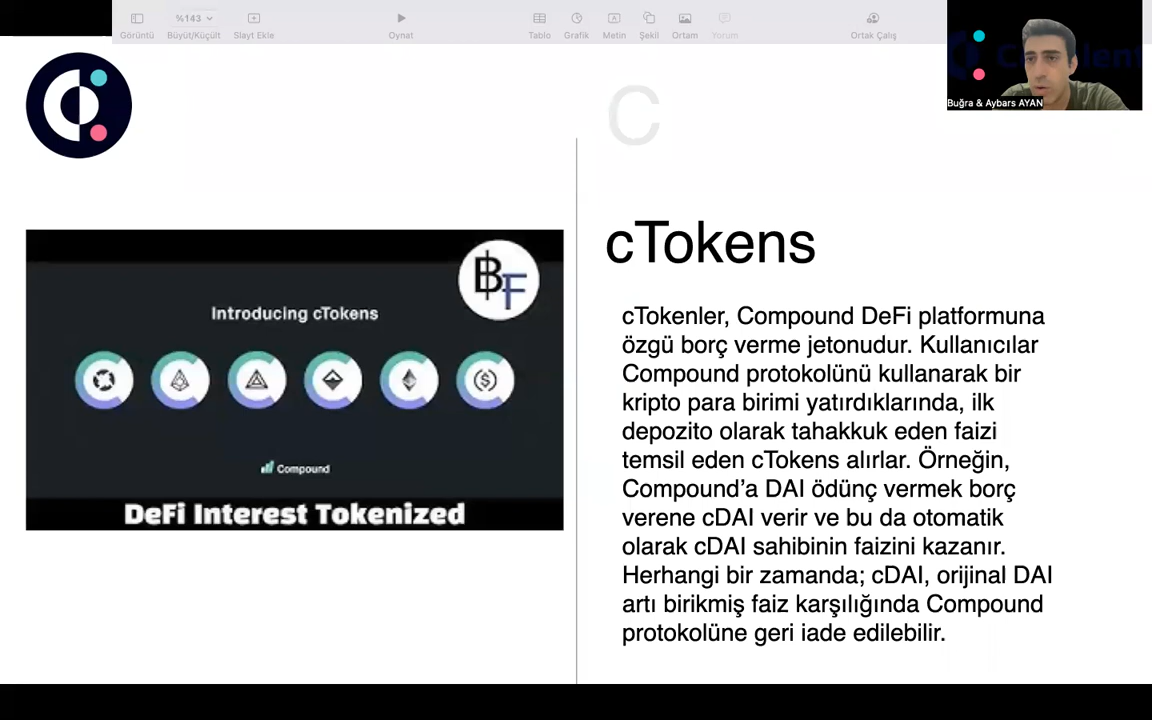 %143
Görüntü
Büyüt/Küçült
Slayt Ekle
Oynat
Tablo
Grafik
Metin
Şekil
Ortam
Yorum
Ortak Çalış
Buğra & Aybars AYAN
C
cTokens
Introducing cTokens
Compound
DeFi Interest Tokenized
cTokenler, Compound DeFi platformuna
özgü borç verme jetonudur. Kullanıcılar
Compound protokolünü kullanarak bir
kripto para birimi yatırdıklarında, ilk
depozito olarak tahakkuk eden faizi
temsil eden cTokens alırlar. Örneğin,
Compound’a DAI ödünç vermek borç
verene cDAI verir ve bu da otomatik
olarak cDAI sahibinin faizini kazanır.
Herhangi bir zamanda; cDAI, orijinal DAI
artı birikmiş faiz karşılığında Compound
protokolüne geri iade edilebilir.